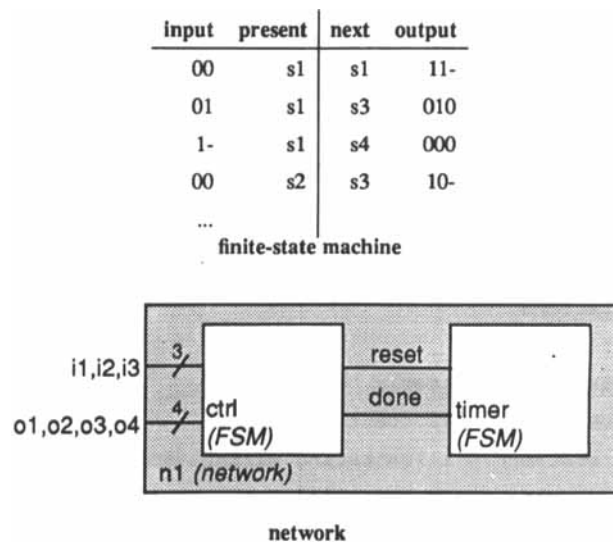 input present next output
00 s1 s1 11-
01 s1 s3 010
1- s1 s4 000
00 s2 s3 10-
...
finite-state machine
i1,i2,i3 3 reset
o1,o2,o3,o4 4 ctrl done timer
(FSM) (FSM)
n1 (network)
network